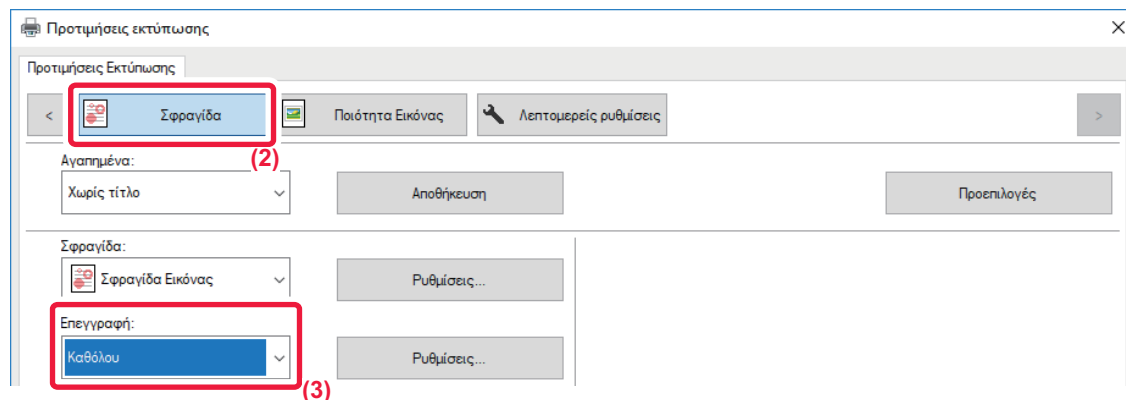 Προτιμήσεις εκτύπωσης
Προτιμήσεις Εκτύπωσης
< Σφραγίδα Ποιότητα Εικόνας Λεπτομερείς ρυθμίσεις >
(2)
Αγαπημένα:
Χωρίς τίτλο Αποθήκευση Προεπιλογές
Σφραγίδα:
Σφραγίδα Εικόνας Ρυθμίσεις...
Επεγγραφή:
Καθόλου Ρυθμίσεις...
(3)